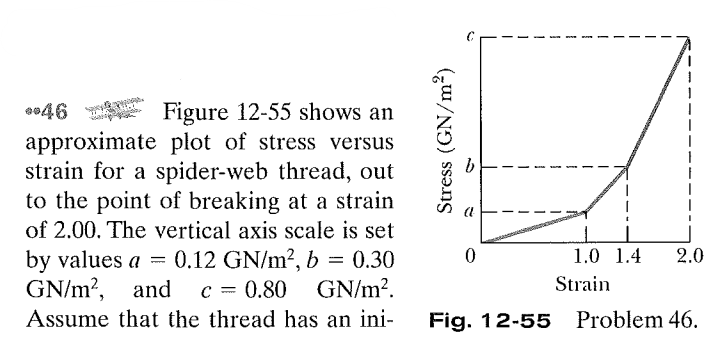 ••46 Figure 12-55 shows an
approximate plot of stress versus
strain for a spider-web thread, out
to the point of breaking at a strain
of 2.00. The vertical axis scale is set
by values a = 0.12 GN/m², b = 0.30
GN/m², and c = 0.80 GN/m².
Assume that the thread has an ini-
c
b
a
0
Stress (GN/m²)
1.0 1.4 2.0
Strain
Fig. 12-55 Problem 46.